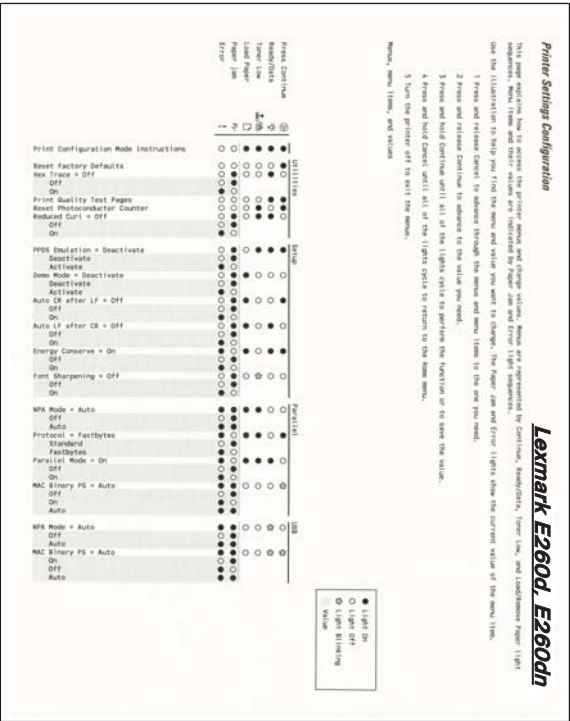 Printer Settings Configuration
Lexmark E260d, E260dn
This page explains how to access the printer menus and change values. Menus are represented by Continue, Ready/Data, Toner Low, and Load/Remove Paper light
sequences. Menu items and their values are indicated by Paper Jam and Error light sequences.
Use the illustration to help you find the menu and value you want to change. The Paper Jam and Error lights show the current value of the menu item.
1 Press and release Cancel to advance through the menus and menu items to the one you need.
2 Press and release Continue to advance to the value you need.
3 Press and hold Continue until all of the lights cycle to perform the function or to save the value.
4 Press and hold Cancel until all of the lights cycle to return to the Home menu.
5 Turn the printer off to exit the menus.
Menus, menu items, and values
Press Continue
Ready/Data
Toner Low
Load Paper
Paper jam
Error
Print Configuration Mode Instructions
Utilities
Reset Factory Defaults
Hex Trace = Off
Off
On
Print Quality Test Pages
Reset Photoconductor Counter
Reduced Curl = Off
Off
On
Setup
PPDS Emulation = Deactivate
Deactivate
Activate
Demo Mode = Deactivate
Deactivate
Activate
Auto CR after LF = Off
Off
On
Auto LF after CR = Off
Off
On
Energy Conserve = On
Off
On
Font Sharpening = Off
Off
On
Parallel
NPA Mode = Auto
Off
Auto
Protocol = Fastbytes
Standard
Fastbytes
Parallel Mode = On
Off
On
MAC Binary PS = Auto
Off
On
Auto
USB
NPA Mode = Auto
Off
Auto
MAC Binary PS = Auto
On
Off
Auto
Light On
Light Off
Light Blinking
Value